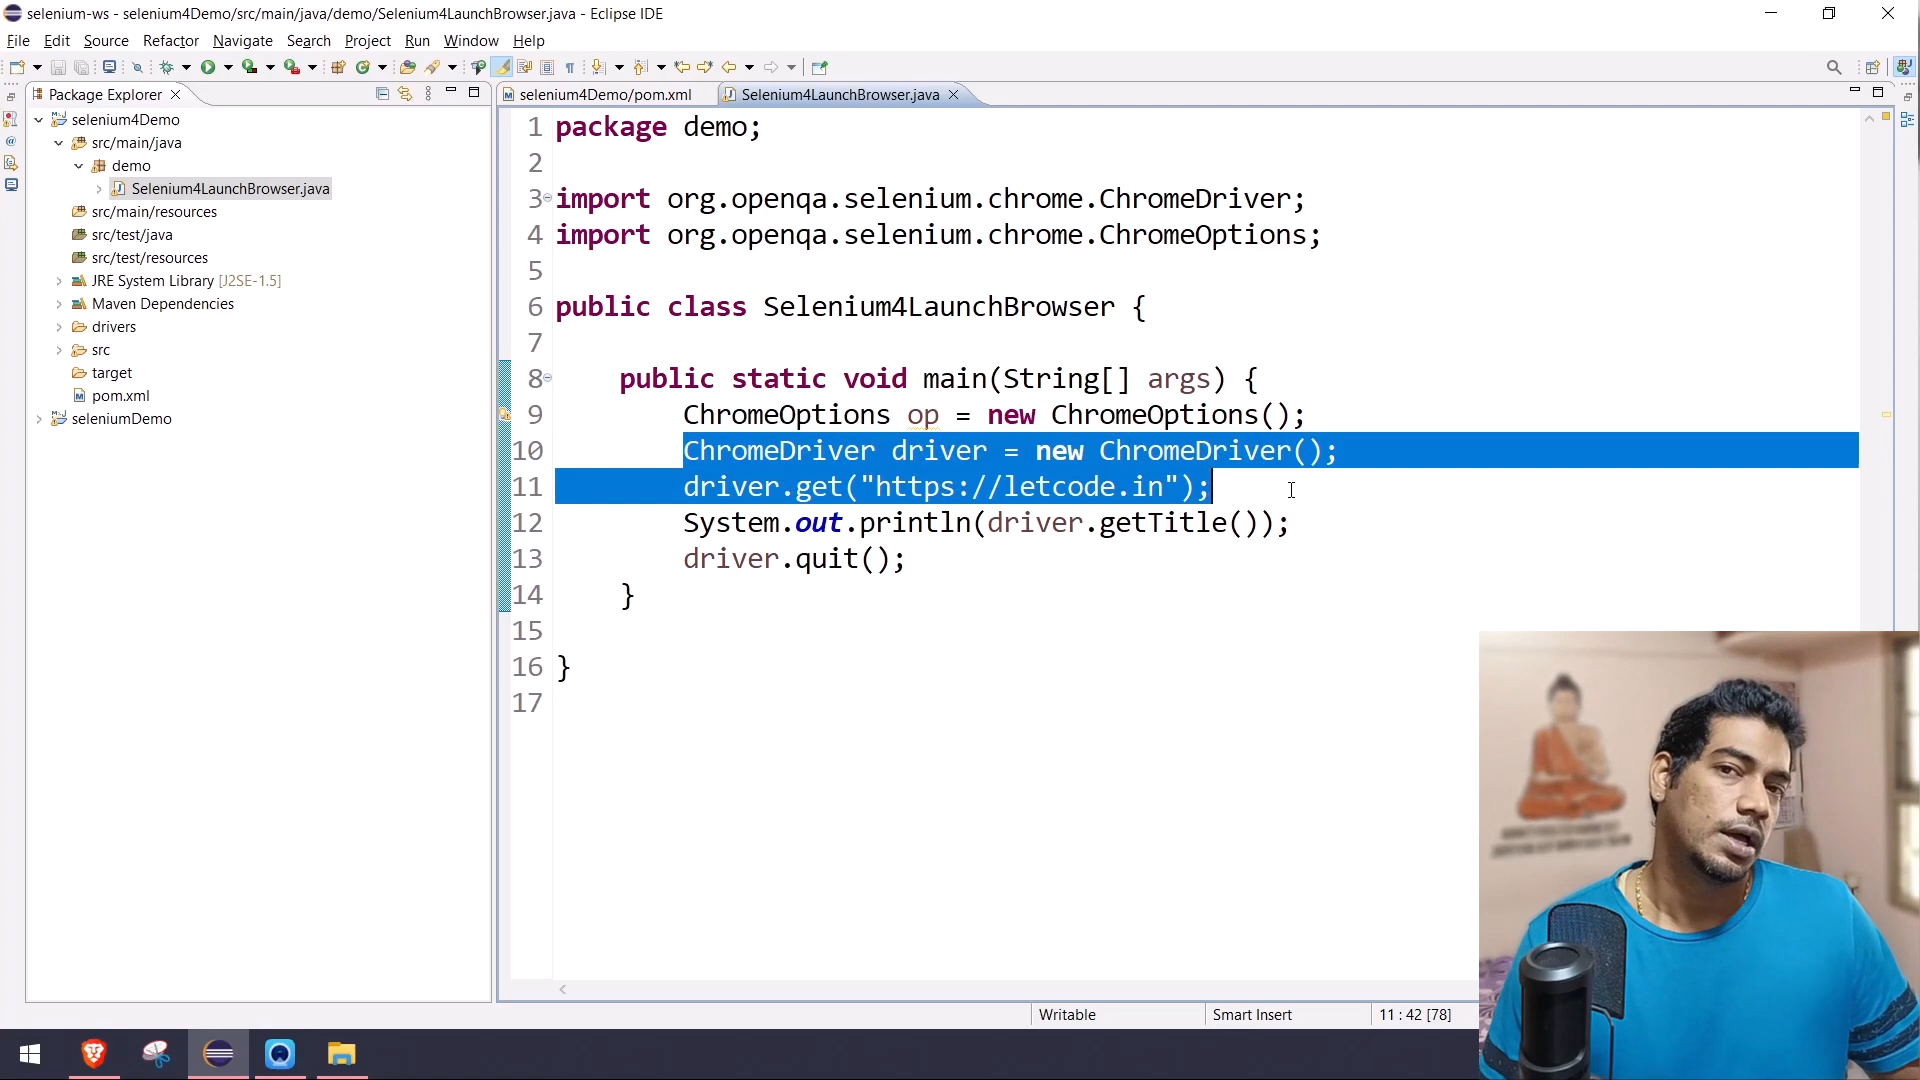 selenium-ws - selenium4Demo/src/main/java/demo/Selenium4LaunchBrowser.java - Eclipse IDE
File Edit Source Refactor Navigate Search Project Run Window Help
Package Explorer
selenium4Demo
src/main/java
demo
Selenium4LaunchBrowser.java
src/main/resources
src/test/java
src/test/resources
JRE System Library [J2SE-1.5]
Maven Dependencies
drivers
src
target
pom.xml
seleniumDemo
selenium4Demo/pom.xml Selenium4LaunchBrowser.java
1 package demo;
2
3 import org.openqa.selenium.chrome.ChromeDriver;
4 import org.openqa.selenium.chrome.ChromeOptions;
5
6 public class Selenium4LaunchBrowser {
7
8 public static void main(String[] args) {
9 ChromeOptions op = new ChromeOptions();
10 ChromeDriver driver = new ChromeDriver();
11 driver.get("https://letcode.in");
12 System.out.println(driver.getTitle());
13 driver.quit();
14 }
15
16 }
17
Writable Smart Insert 11 : 42 [78]